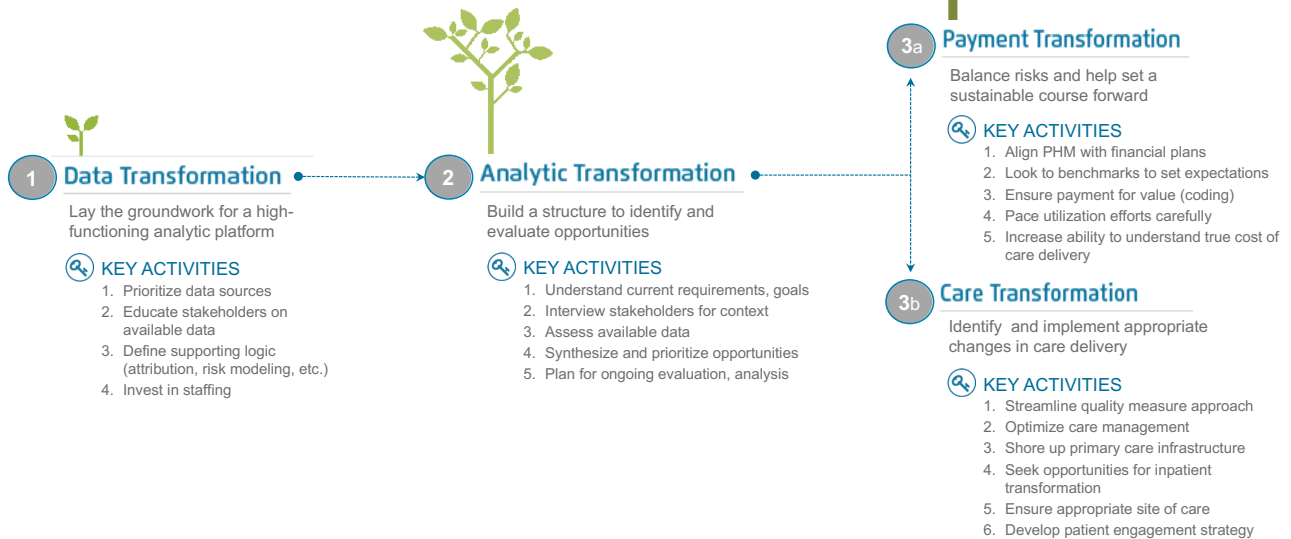 1
Data Transformation
Lay the groundwork for a high-
functioning analytic platform
KEY ACTIVITIES
1. Prioritize data sources
2. Educate stakeholders on
available data
3. Define supporting logic
(attribution, risk modeling, etc.)
4. Invest in staffing
2
Analytic Transformation
Build a structure to identify and
evaluate opportunities
KEY ACTIVITIES
1. Understand current requirements, goals
2. Interview stakeholders for context
3. Assess available data
4. Synthesize and prioritize opportunities
5. Plan for ongoing evaluation, analysis
3a
Payment Transformation
Balance risks and help set a
sustainable course forward
KEY ACTIVITIES
1. Align PHM with financial plans
2. Look to benchmarks to set expectations
3. Ensure payment for value (coding)
4. Pace utilization efforts carefully
5. Increase ability to understand true cost of
care delivery
3b
Care Transformation
Identify and implement appropriate
changes in care delivery
KEY ACTIVITIES
1. Streamline quality measure approach
2. Optimize care management
3. Shore up primary care infrastructure
4. Seek opportunities for inpatient
transformation
5. Ensure appropriate site of care
6. Develop patient engagement strategy